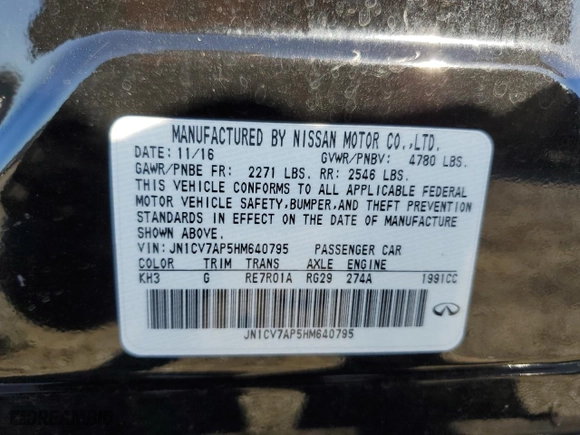 MANUFACTURED BY NISSAN MOTOR CO.,LTD.
DATE: 11/16 GVWR/PNBV: 4780 LBS.
GAWR/PNBE FR: 2271 LBS. RR: 2546 LBS.
THIS VEHICLE CONFORMS TO ALL APPLICABLE FEDERAL
MOTOR VEHICLE SAFETY,BUMPER,AND THEFT PREVENTION
STANDARDS IN EFFECT ON THE DATE OF MANUFACTURE
SHOWN ABOVE.
VIN: JN1CV7AP5HM640795 PASSENGER CAR
COLOR TRIM TRANS AXLE ENGINE
KH3 G RE7R01A RG29 274A 1991CC
JN1CV7AP5HM640795